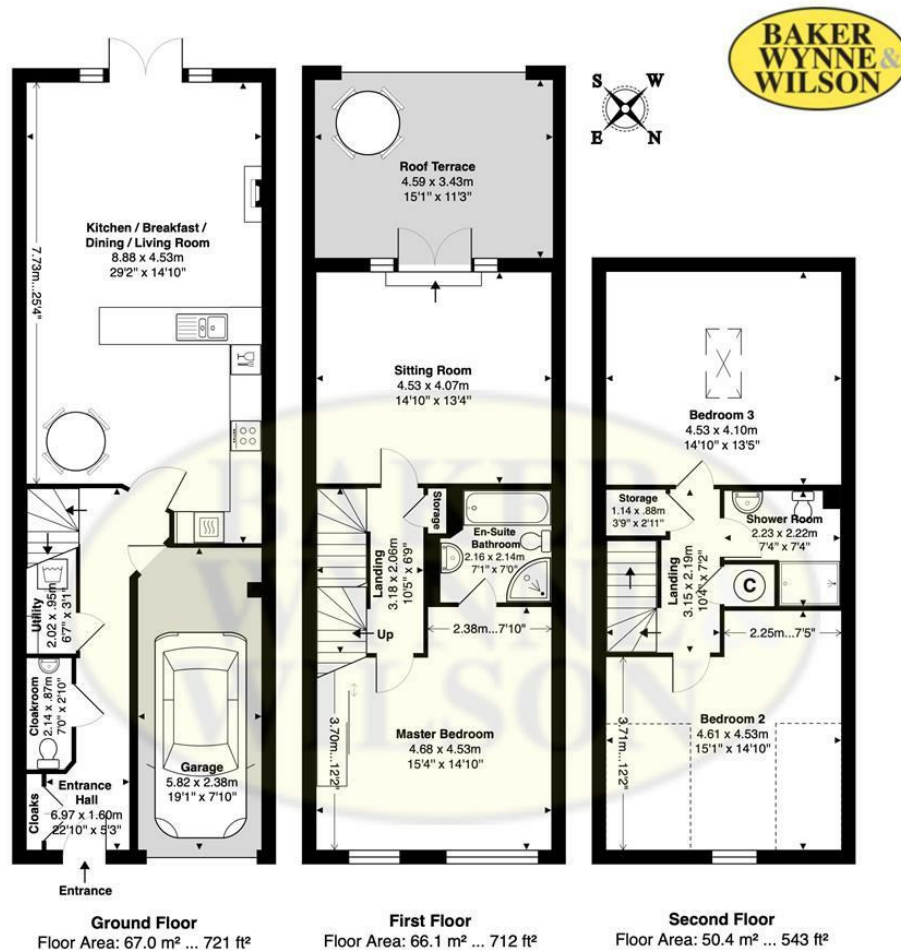 BAKER
WYNNE &
WILSON
S W
E N
Kitchen / Breakfast /
Dining / Living Room
8.88 x 4.53m
29'2" x 14'10"
7.73m...25'4"
Utility
2.02 x .95m
6'7" x 3'1"
Cloakroom
2.14 x .87m
7'0" x 2'10"
Cloaks
Entrance
Hall
6.97 x 1.60m
22'10" x 5'3"
Garage
5.82 x 2.38m
19'1" x 7'10"
Entrance
Ground Floor
Floor Area: 67.0 m² ... 721 ft²
Roof Terrace
4.59 x 3.43m
15'1" x 11'3"
Sitting Room
4.53 x 4.07m
14'10" x 13'4"
Storage
En-Suite
Bathroom
2.16 x 2.14m
7'1" x 7'0"
Landing
3.18 x 2.06m
10'5" x 6'9"
Up
2.38m...7'10"
3.70m...12'2"
Master Bedroom
4.68 x 4.53m
15'4" x 14'10"
First Floor
Floor Area: 66.1 m² ... 712 ft²
Bedroom 3
4.53 x 4.10m
14'10" x 13'5"
Storage
1.14 x .88m
3'9" x 2'11"
Shower Room
2.23 x 2.22m
7'4" x 7'4"
Landing
3.15 x 2.19m
10'4" x 7'2"
C
2.25m...7'5"
3.71m...12'2"
Bedroom 2
4.61 x 4.53m
15'1" x 14'10"
Second Floor
Floor Area: 50.4 m² ... 543 ft²
BAKER
WYNNE &
WILSON